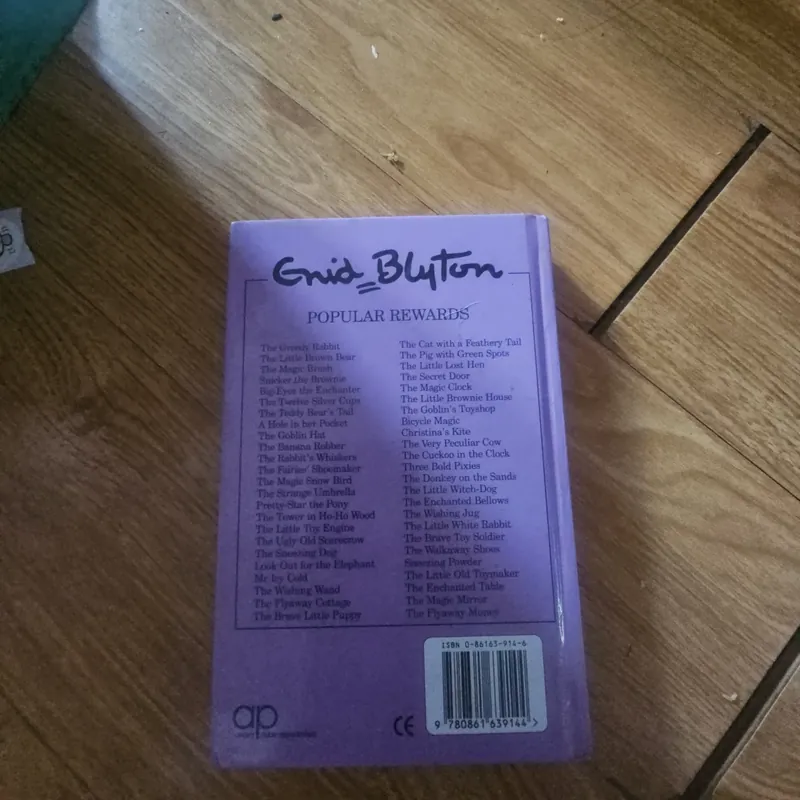 Enid Blyton
POPULAR REWARDS
The Greedy Rabbit
The Little Brown Bear
The Magic Brush
Snicker the Brownie
Big-Eyes the Enchanter
The Twelve Silver Cups
The Teddy Bear's Tail
A Hole in her Pocket
The Goblin Hat
The Banana Robber
The Rabbit's Whiskers
The Fairies' Shoemaker
The Magic Snow Bird
The Strange Umbrella
Pretty-Star the Pony
The Tower in Ho-Ho Wood
The Little Toy Engine
The Ugly Old Scarecrow
The Sneezing Dog
Look Out for the Elephant
Mr Icy Cold
The Wishing Wand
The Flyaway Cottage
The Brave Little Puppy
The Cat with a Feathery Tail
The Pig with Green Spots
The Little Lost Hen
The Secret Door
The Magic Clock
The Little Brownie House
The Goblin's Toyshop
Bicycle Magic
Christina's Kite
The Very Peculiar Cow
The Cuckoo in the Clock
Three Bold Pixies
The Donkey on the Sands
The Little Witch-Dog
The Enchanted Bellows
The Wishing Jug
The Little White Rabbit
The Brave Toy Soldier
The Walkaway Shoes
Sneezing Powder
The Little Old Toymaker
The Enchanted Table
The Magic Mirror
The Flyaway Money
ISBN 0-86163-914-6
9 780861 639144 >
ap
CE